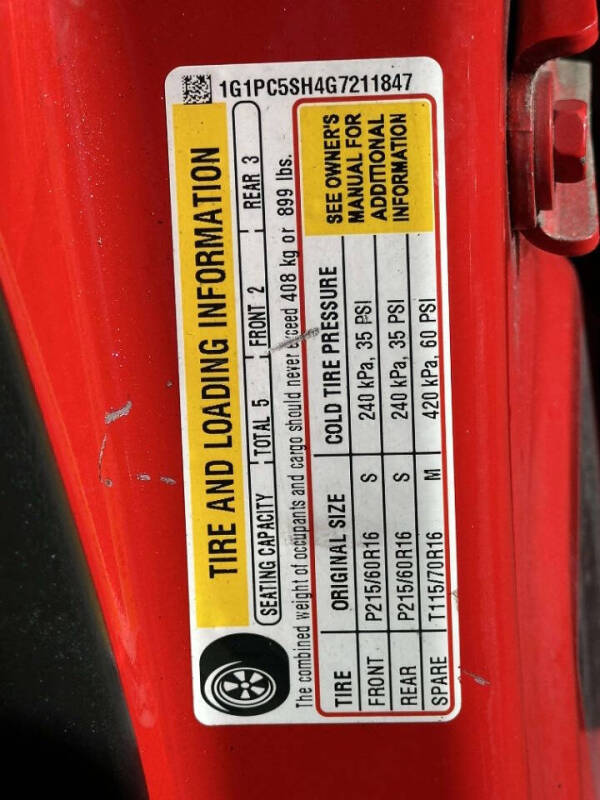 1G1PC5SH4G7211847
TIRE AND LOADING INFORMATION
SEATING CAPACITY TOTAL 5 FRONT 2 REAR 3
The combined weight of occupants and cargo should never exceed 408 kg or 899 lbs.
TIRE ORIGINAL SIZE COLD TIRE PRESSURE
FRONT P215/60R16 S 240 kPa, 35 PSI
REAR P215/60R16 S 240 kPa, 35 PSI
SPARE T115/70R16 M 420 kPa, 60 PSI
SEE OWNER'S
MANUAL FOR
ADDITIONAL
INFORMATION